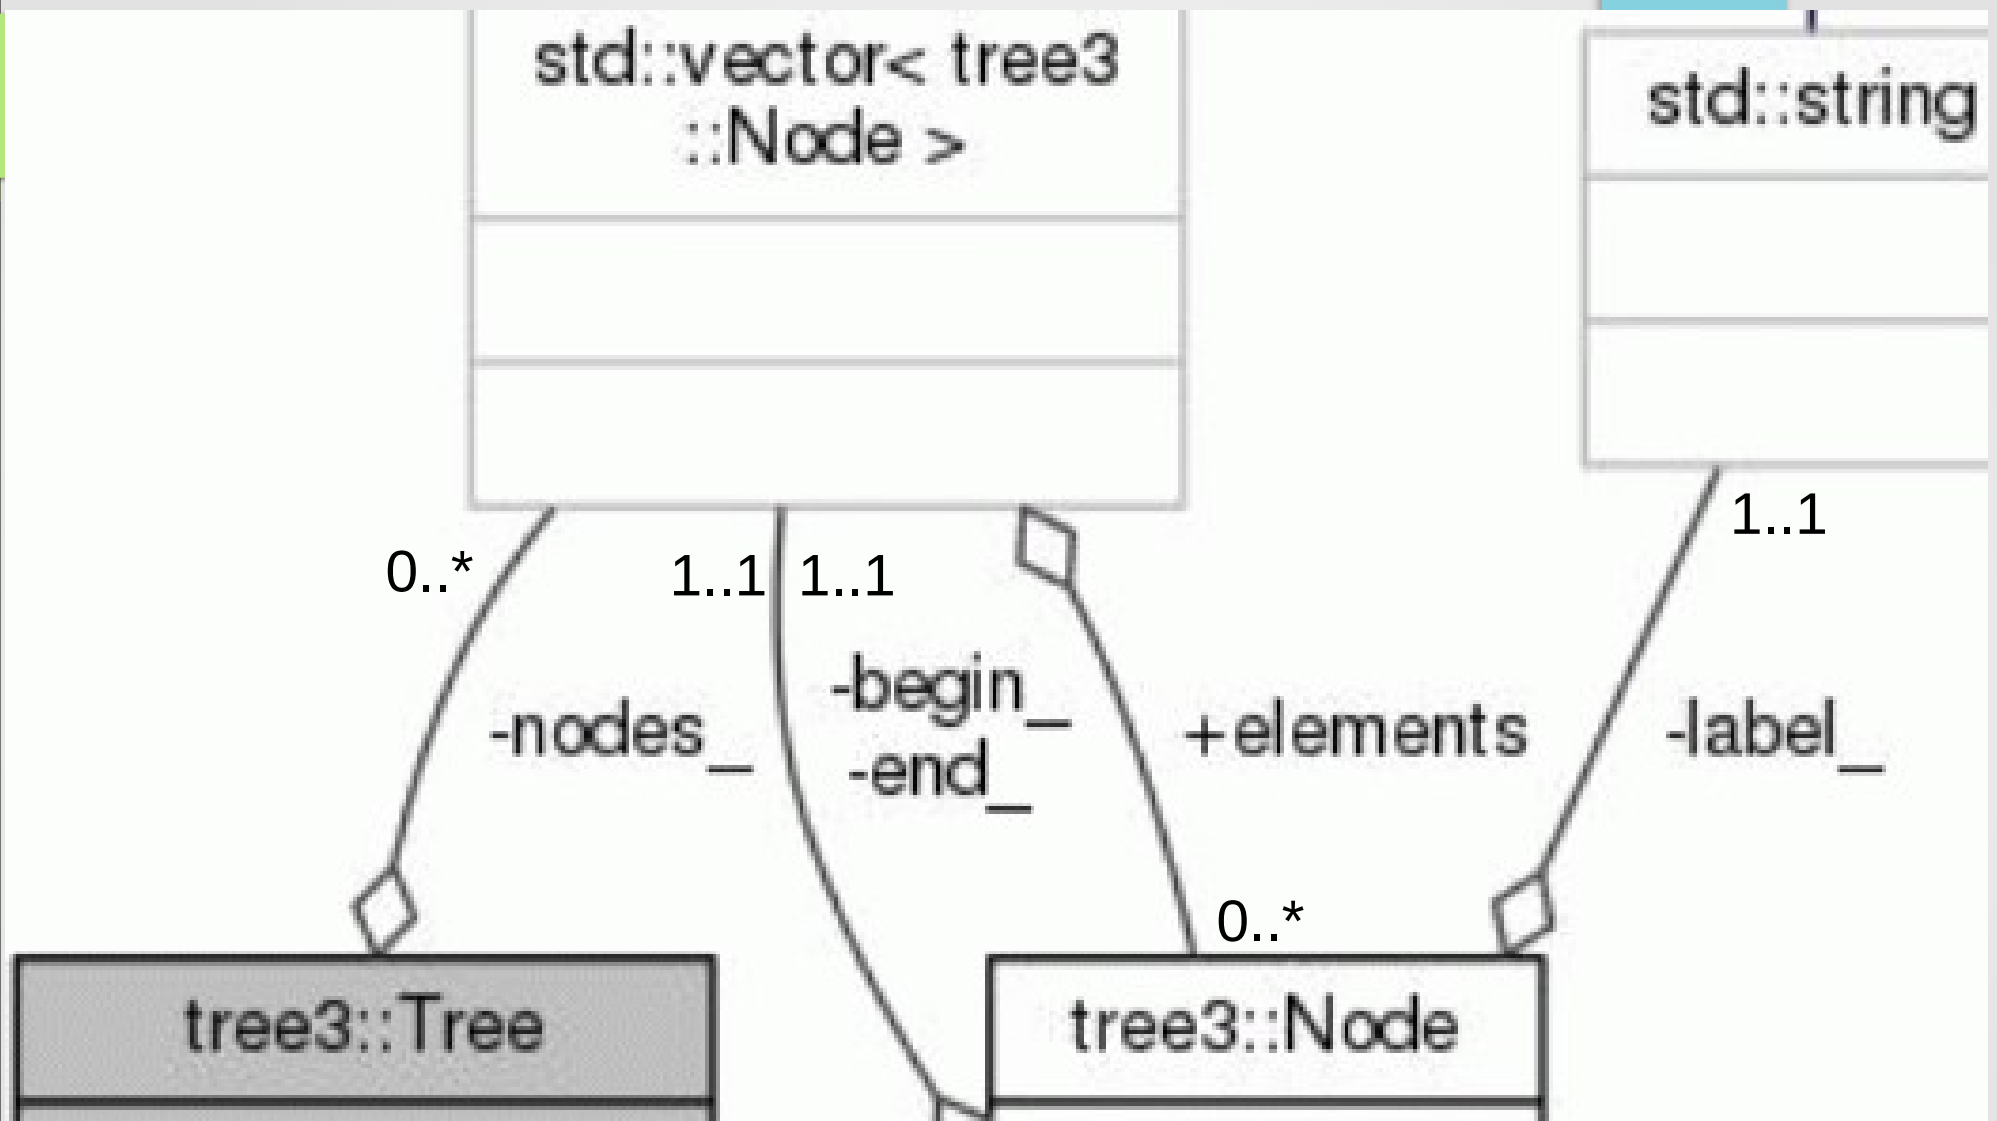 std::vector< tree3
::Node >
std::string
0..*
1..1
1..1
1..1
-nodes_
-begin_
-end_
+elements
-label_
0..*
tree3::Tree
tree3::Node